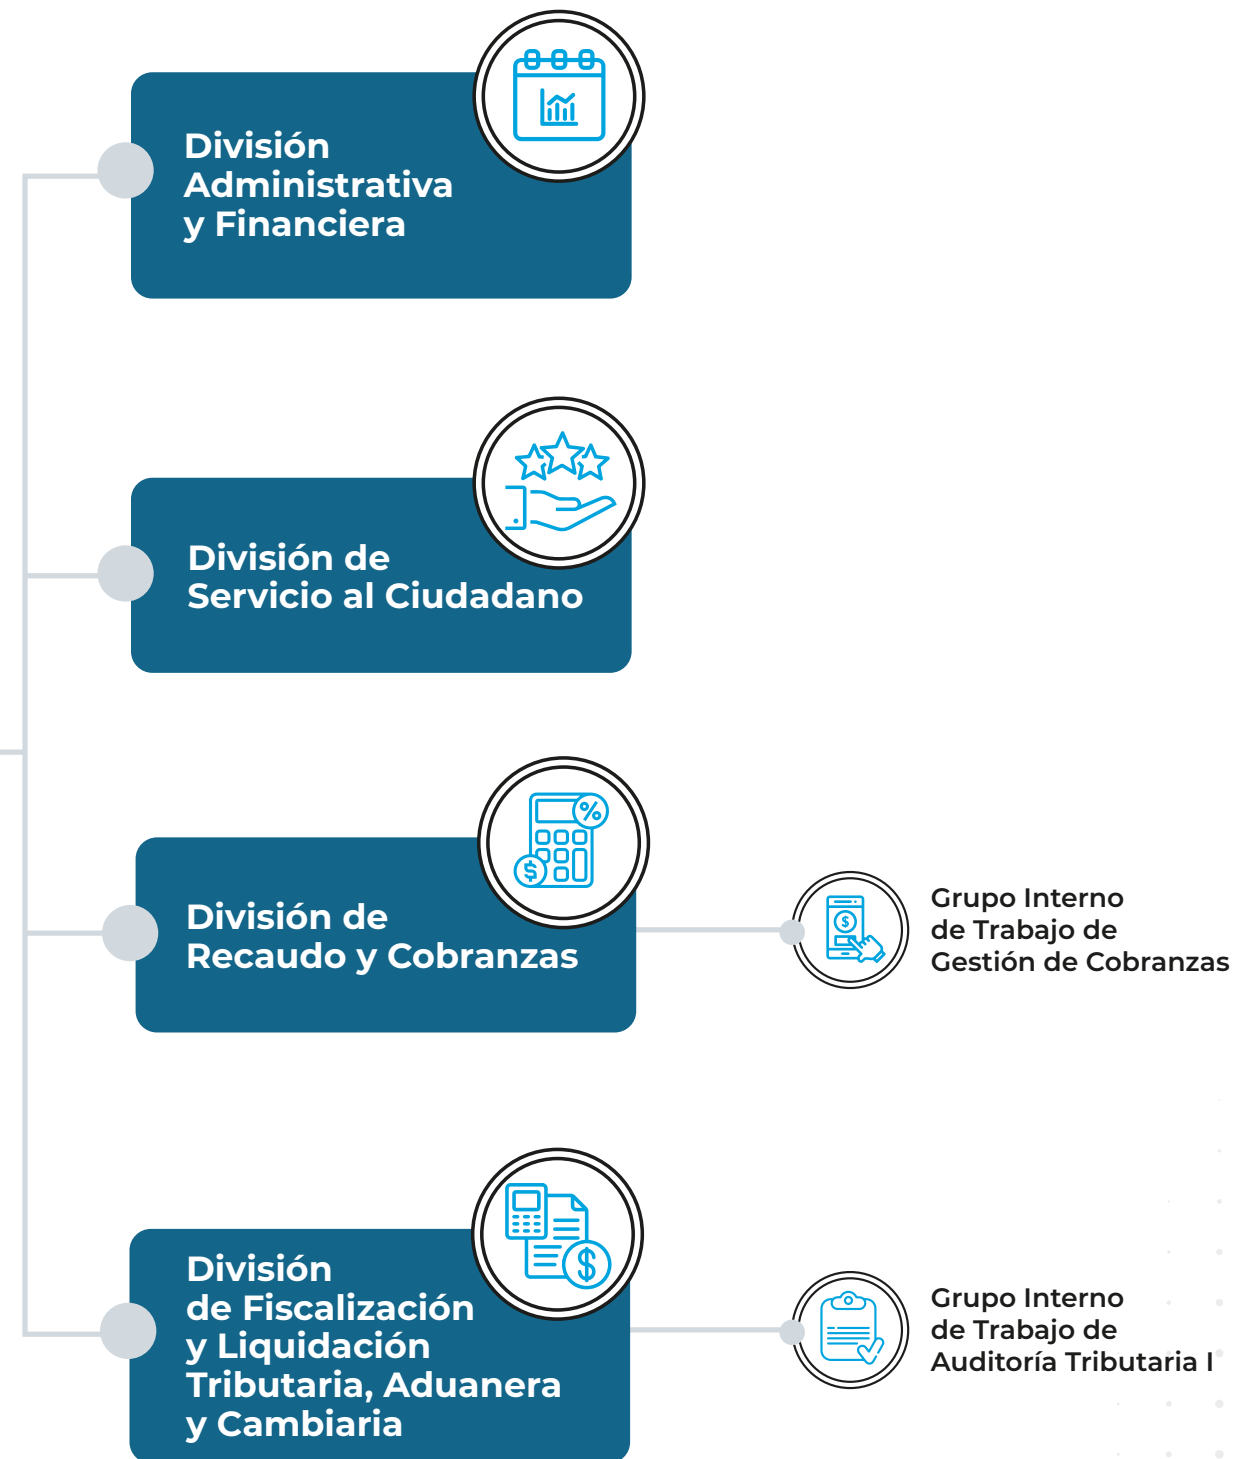 División
Administrativa
y Financiera
División de
Servicio al Ciudadano
División de
Recaudo y Cobranzas
Grupo Interno
de Trabajo de
Gestión de Cobranzas
División
de Fiscalización
y Liquidación
Tributaria, Aduanera
y Cambiaria
Grupo Interno
de Trabajo de
Auditoría Tributaria I